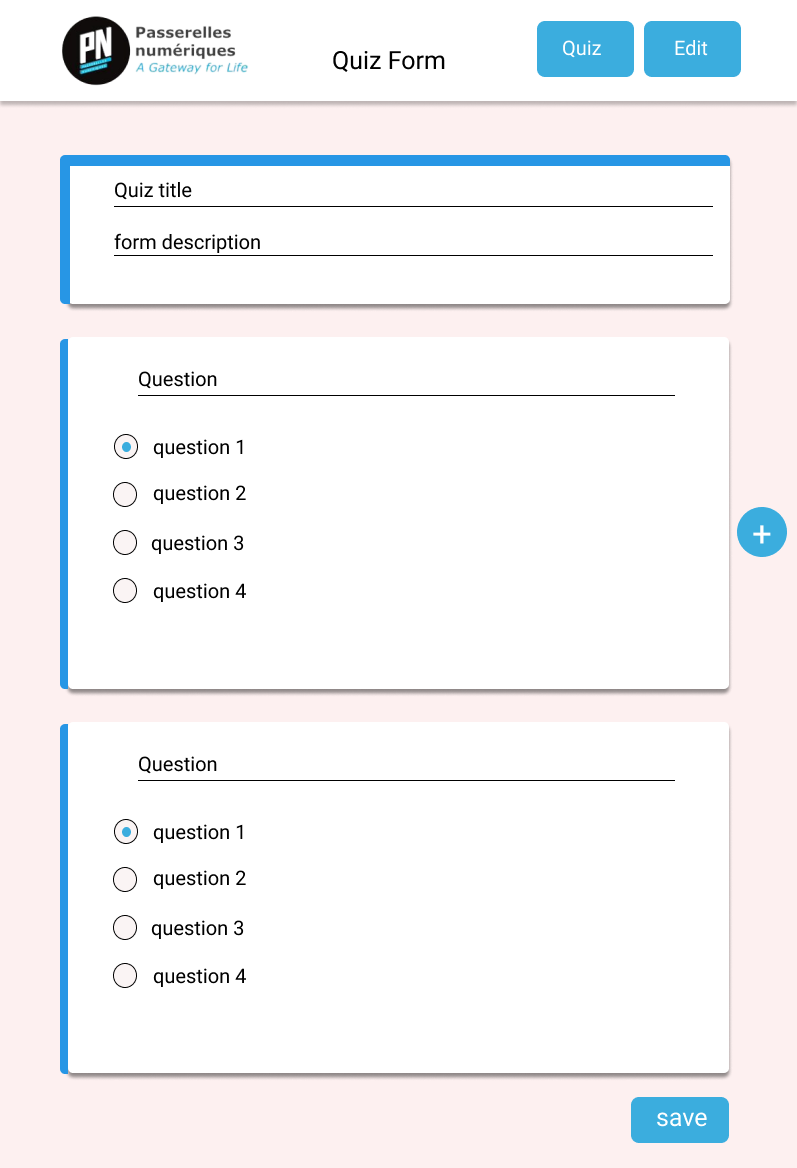 PN
Passerelles
numériques
A Gateway for Life
Quiz Form
Quiz
Edit
Quiz title
form description
Question
question 1
question 2
question 3
question 4
+
Question
question 1
question 2
question 3
question 4
save